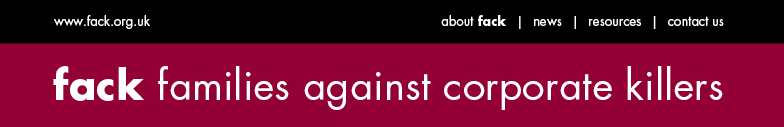 www.fack.org.uk about fack | news | resources | contact us
fack families against corporate killers